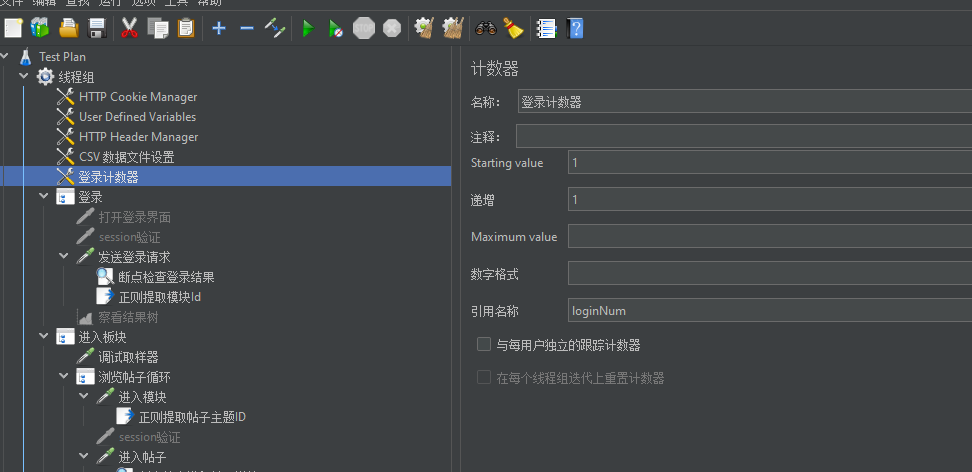 文件 编辑 查找 运行 选项 工具 帮助
Test Plan
线程组
HTTP Cookie Manager
User Defined Variables
HTTP Header Manager
CSV 数据文件设置
登录计数器
登录
打开登录界面
session验证
发送登录请求
断点检查登录结果
正则提取模块Id
察看结果树
进入板块
调试取样器
浏览帖子循环
进入模块
正则提取帖子主题ID
session验证
进入帖子
计数器
名称： 登录计数器
注释：
Starting value 1
递增 1
Maximum value
数字格式
引用名称 loginNum
与每用户独立的跟踪计数器
在每个线程组迭代上重置计数器